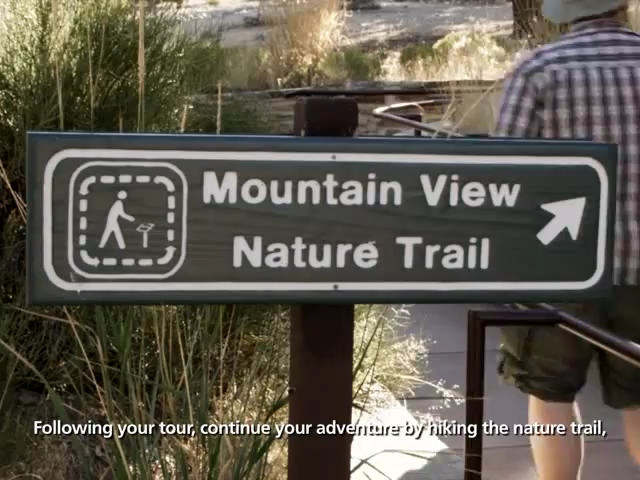 Mountain View
Nature Trail
Following your tour, continue your adventure by hiking the nature trail,